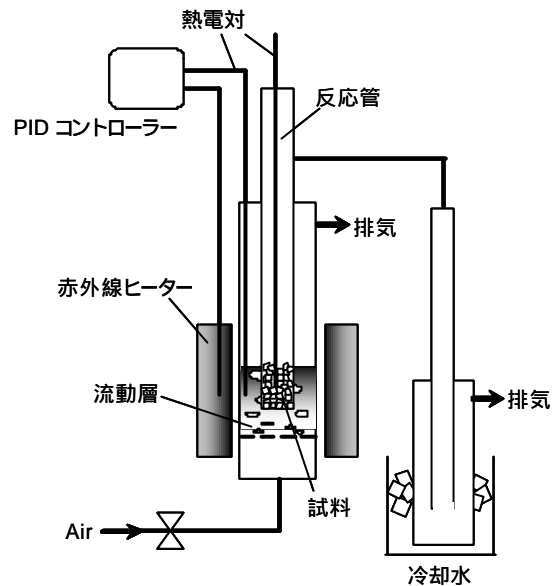 熱電対
反応管
PID コントローラー
排気
赤外線ヒーター
流動層
排気
試料
Air
冷却水